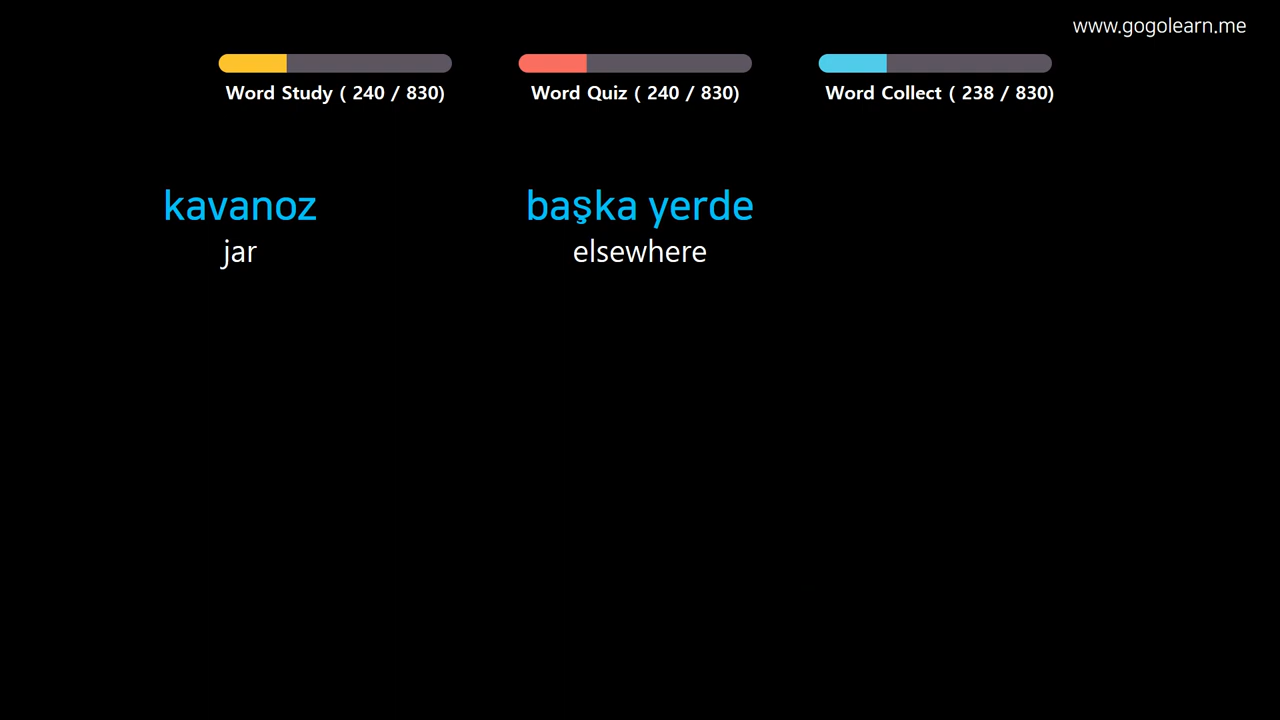 www.gogolearn.me
Word Study ( 240 / 830)
Word Quiz ( 240 / 830)
Word Collect ( 238 / 830)
kavanoz
jar
başka yerde
elsewhere